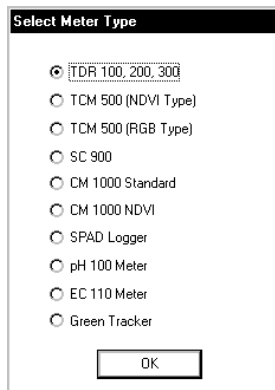 Select Meter Type
TDR 100, 200, 300
TCM 500 (NDVI Type)
TCM 500 (RGB Type)
SC 900
CM 1000 Standard
CM 1000 NDVI
SPAD Logger
pH 100 Meter
EC 110 Meter
Green Tracker
OK